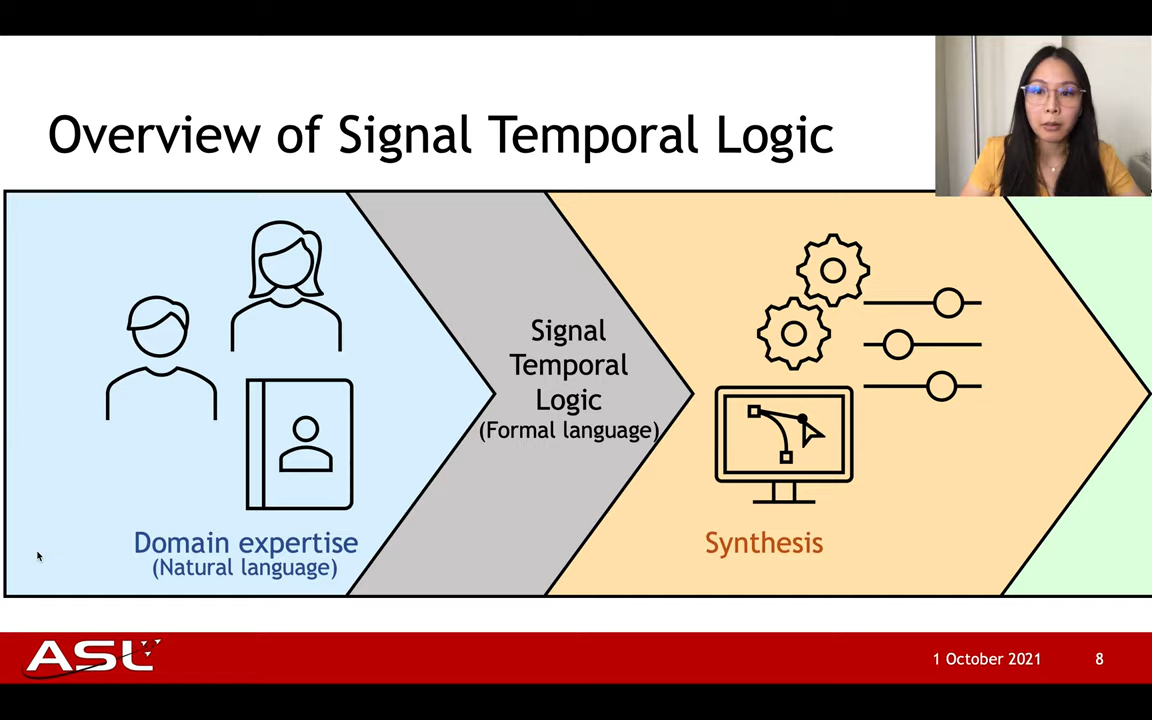 Overview of Signal Temporal Logic
Signal
Temporal
Logic
(Formal language)
Domain expertise
(Natural language)
Synthesis
ASL
1 October 2021
8